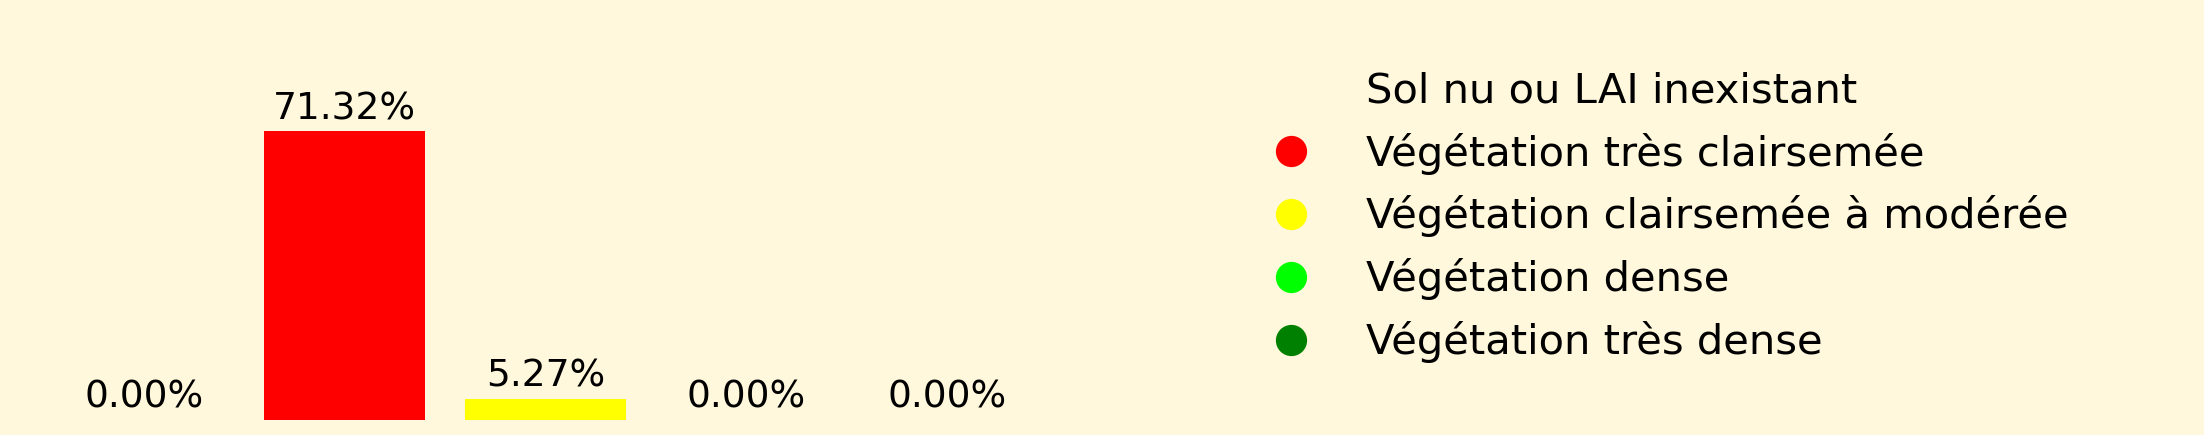 71.32%
5.27%
0.00%
0.00%
0.00%
Sol nu ou LAI inexistant
Végétation très clairsemée
Végétation clairsemée à modérée
Végétation dense
Végétation très dense